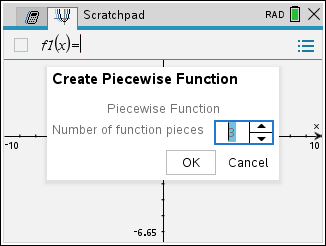 Scratchpad
RAD
f1(x)=
Create Piecewise Function
Piecewise Function
Number of function pieces 3
OK Cancel
x
-10 10
-6.65